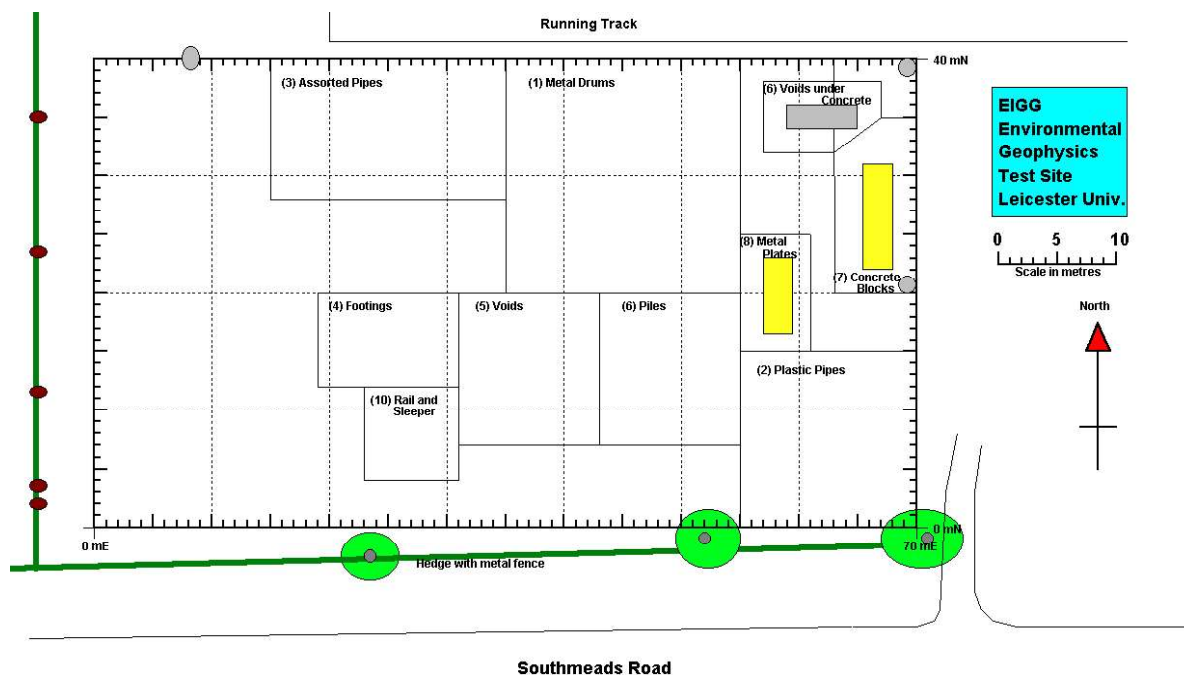 Running Track
40 mN
(3) Assorted Pipes
(1) Metal Drums
(6) Voids under
Concrete
EIGG
Environmental
Geophysics
Test Site
Leicester Univ.
0 5 10
Scale in metres
(8) Metal
Plates
(7) Concrete
Blocks
(4) Footings
(5) Voids
(6) Piles
North
(2) Plastic Pipes
(10) Rail and
Sleeper
0 mN
0 mE
70 mE
Hedge with metal fence
Southmeads Road